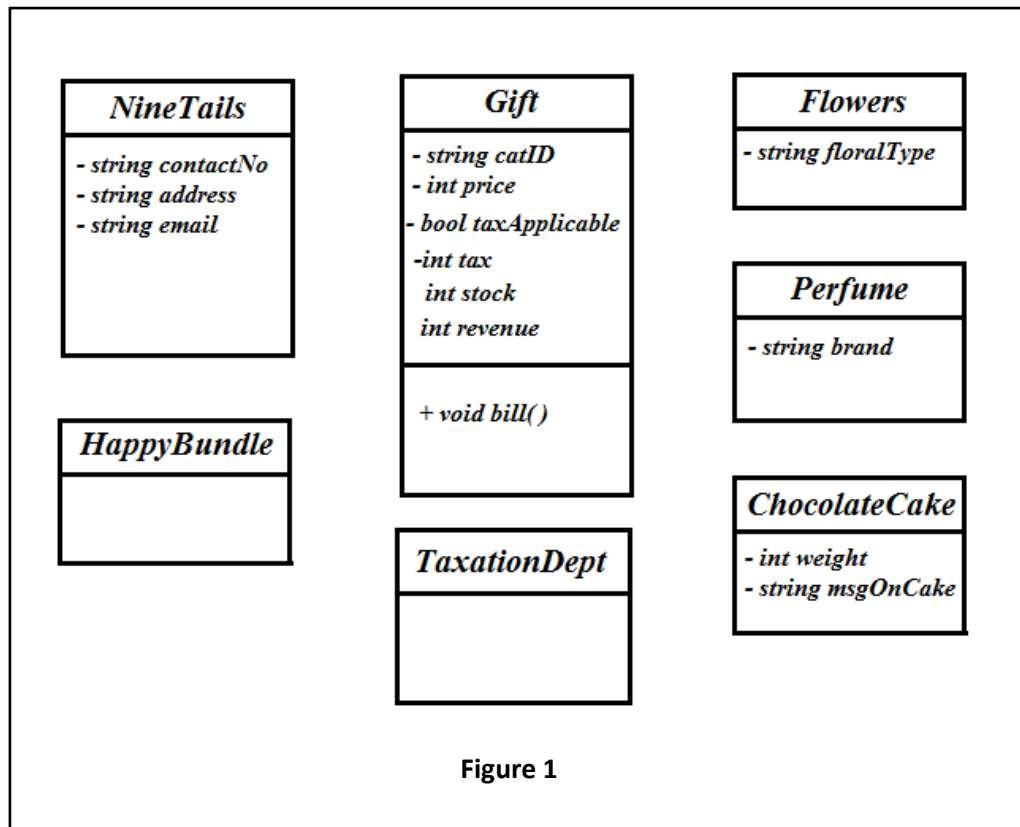 NineTails
- string contactNo
- string address
- string email
HappyBundle
Gift
- string catID
- int price
- bool taxApplicable
-int tax
int stock
int revenue
+ void bill( )
TaxationDept
Flowers
- string floralType
Perfume
- string brand
ChocolateCake
- int weight
- string msgOnCake
Figure 1